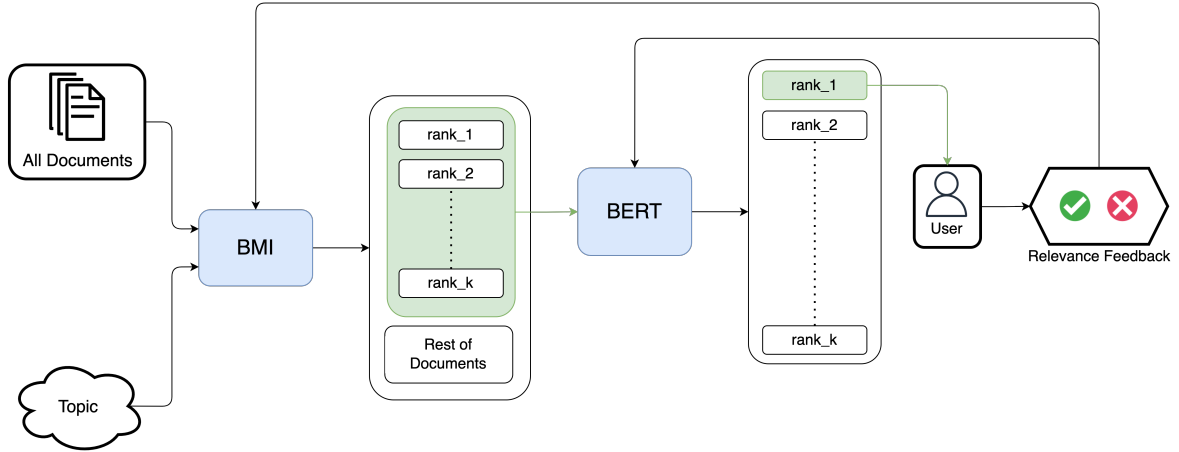 All Documents
Topic
BMI
rank_1
rank_2
rank_k
Rest of
Documents
BERT
rank_1
rank_2
rank_k
User
Relevance Feedback